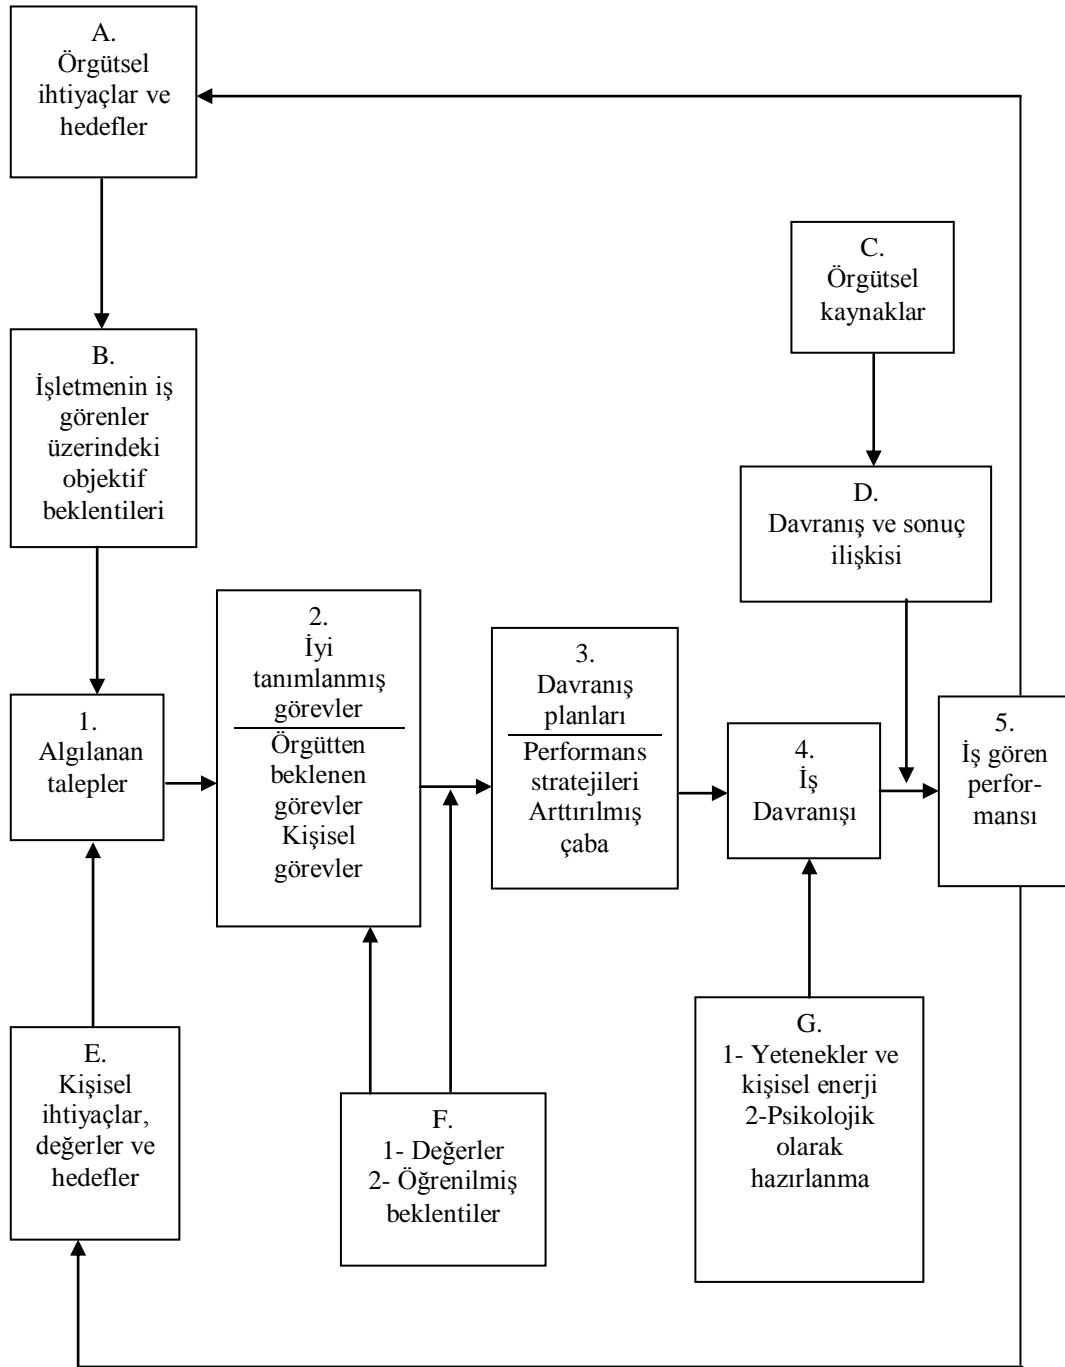 A.
Örgütsel
ihtiyaçlar ve
hedefler
C.
Örgütsel
kaynaklar
B.
İşletmenin iş
görenler
üzerindeki
objektif
beklentileri
D.
Davranış ve sonuç
ilişkisi
1.
Algılanan
talepler
2.
İyi
tanımlanmış
görevler
Örgütten
beklenen
görevler
Kişisel
görevler
3.
Davranış
planları
Performans
stratejileri
Arttırılmış
çaba
4.
İş
Davranışı
5.
İş gören
perfor-
mansı
E.
Kişisel
ihtiyaçlar,
değerler ve
hedefler
F.
1- Değerler
2- Öğrenilmiş
beklentiler
G.
1- Yetenekler ve
kişisel enerji
2-Psikolojik
olarak
hazırlanma